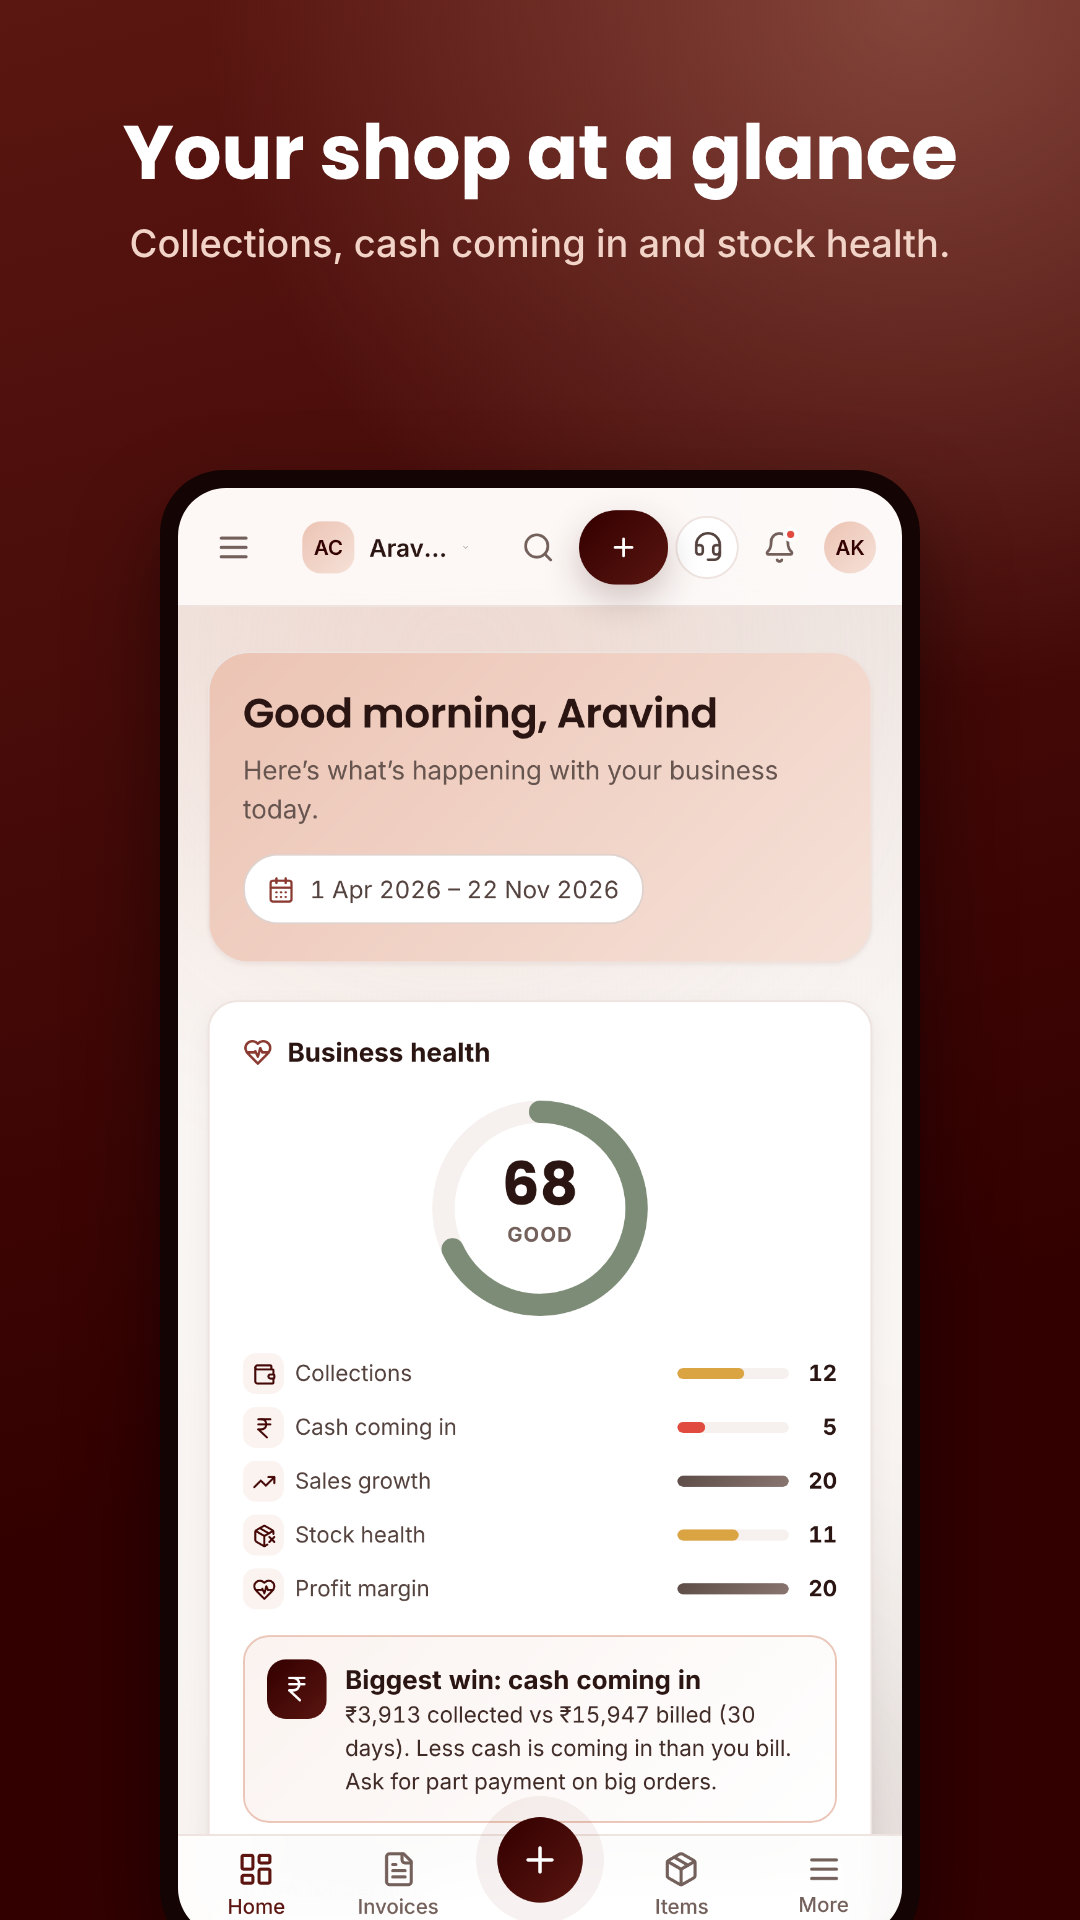 Your shop at a glance
Collections, cash coming in and stock health.
AC Arav... AK
Good morning, Aravind
Here’s what’s happening with your business
today.
1 Apr 2026 – 22 Nov 2026
Business health
68
GOOD
Collections 12
₹ Cash coming in 5
Sales growth 20
Stock health 11
Profit margin 20
₹ Biggest win: cash coming in
₹3,913 collected vs ₹15,947 billed (30
days). Less cash is coming in than you bill.
Ask for part payment on big orders.
Home Invoices Items More